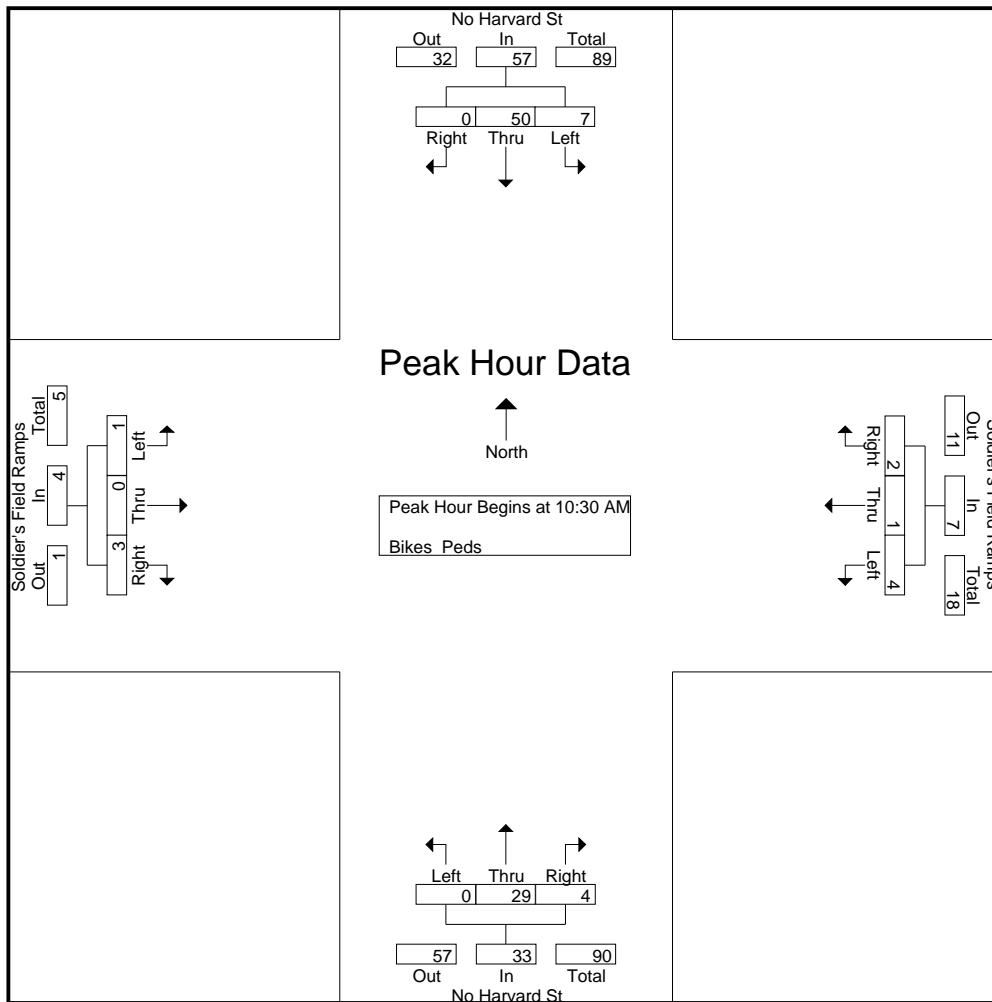 No Harvard St
Out In Total
32 57 89
0 50 7
Right Thru Left
Peak Hour Data
North
Peak Hour Begins at 10:30 AM
Bikes Peds
Soldier's Field Ramps
Total In Out
5 4 1
1 0 3
Left Thru Right
Soldier's Field Ramps
Out In Total
11 7 18
2 1 4
Right Thru Left
Left Thru Right
0 29 4
57 33 90
Out In Total
No Harvard St